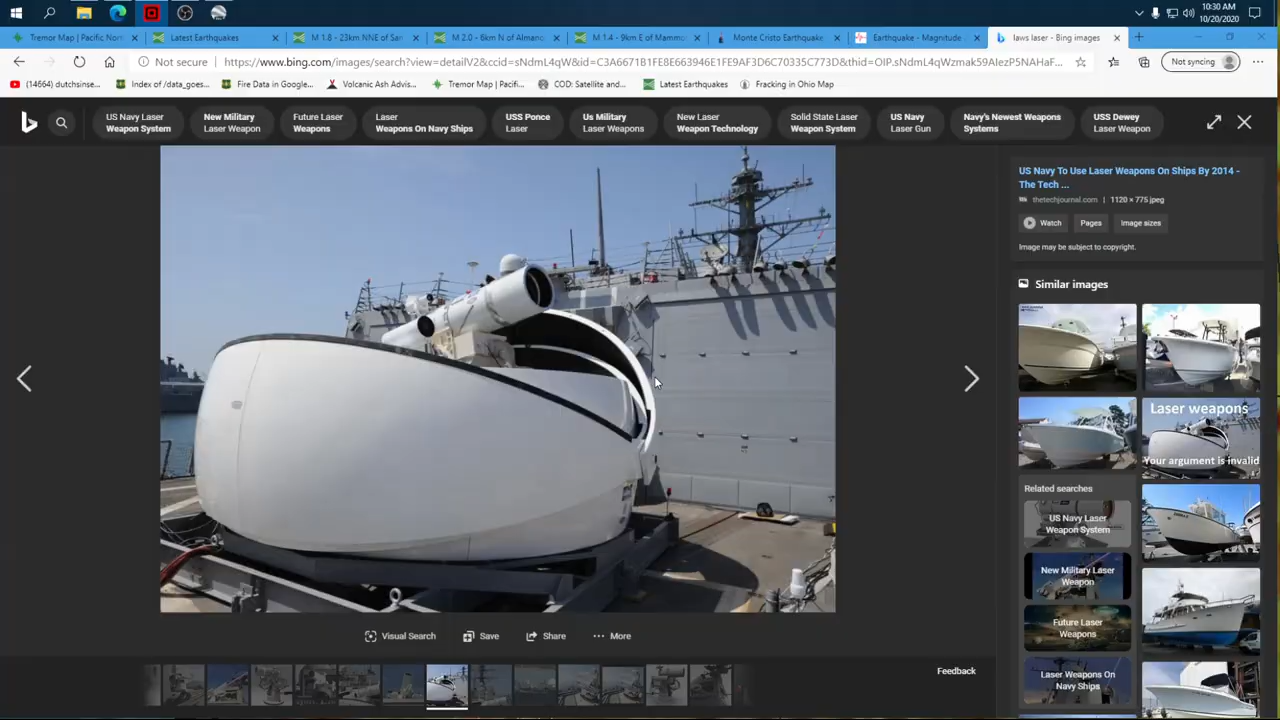 10:30 AM
10/20/2020
Tremor Map | Pacific Nort
Latest Earthquakes
M 1.8 - 23km NNE of San
M 2.0 - 6km N of Almano
M 1.4 - 9km E of Mammo
Monte Cristo Earthquake
Earthquake - Magnitude
laws laser - Bing images
Not secure
https://www.bing.com/images/search?view=detailV2&ccid=sNdmL4qW&id=C3A6671B1FE8E663946E1FE9AF3D6C70335C773D&thid=OIP.sNdmL4qWzmak59AIezP5NAHaF...
Not syncing
(14664) dutchsinse...
Index of /data_goes...
Fire Data in Google...
Volcanic Ash Advis...
Tremor Map | Pacifi...
COD: Satellite and...
Latest Earthquakes
Fracking in Ohio Map
US Navy Laser
Weapon System
New Military
Laser Weapon
Future Laser
Weapons
Laser
Weapons On Navy Ships
USS Ponce
Laser
Us Military
Laser Weapons
New Laser
Weapon Technology
Solid State Laser
Weapon System
US Navy
Laser Gun
Navy's Newest Weapons
Systems
USS Dewey
Laser Weapon
US Navy To Use Laser Weapons On Ships By 2014 -
The Tech ...
thetechjournal.com | 1120 × 775 jpeg
Watch
Pages
Image sizes
Image may be subject to copyright.
Similar images
Laser weapons
Your argument is invalid
Related searches
US Navy Laser
Weapon System
New Military Laser
Weapon
Future Laser
Weapons
Laser Weapons On
Navy Ships
Visual Search
Save
Share
More
Feedback